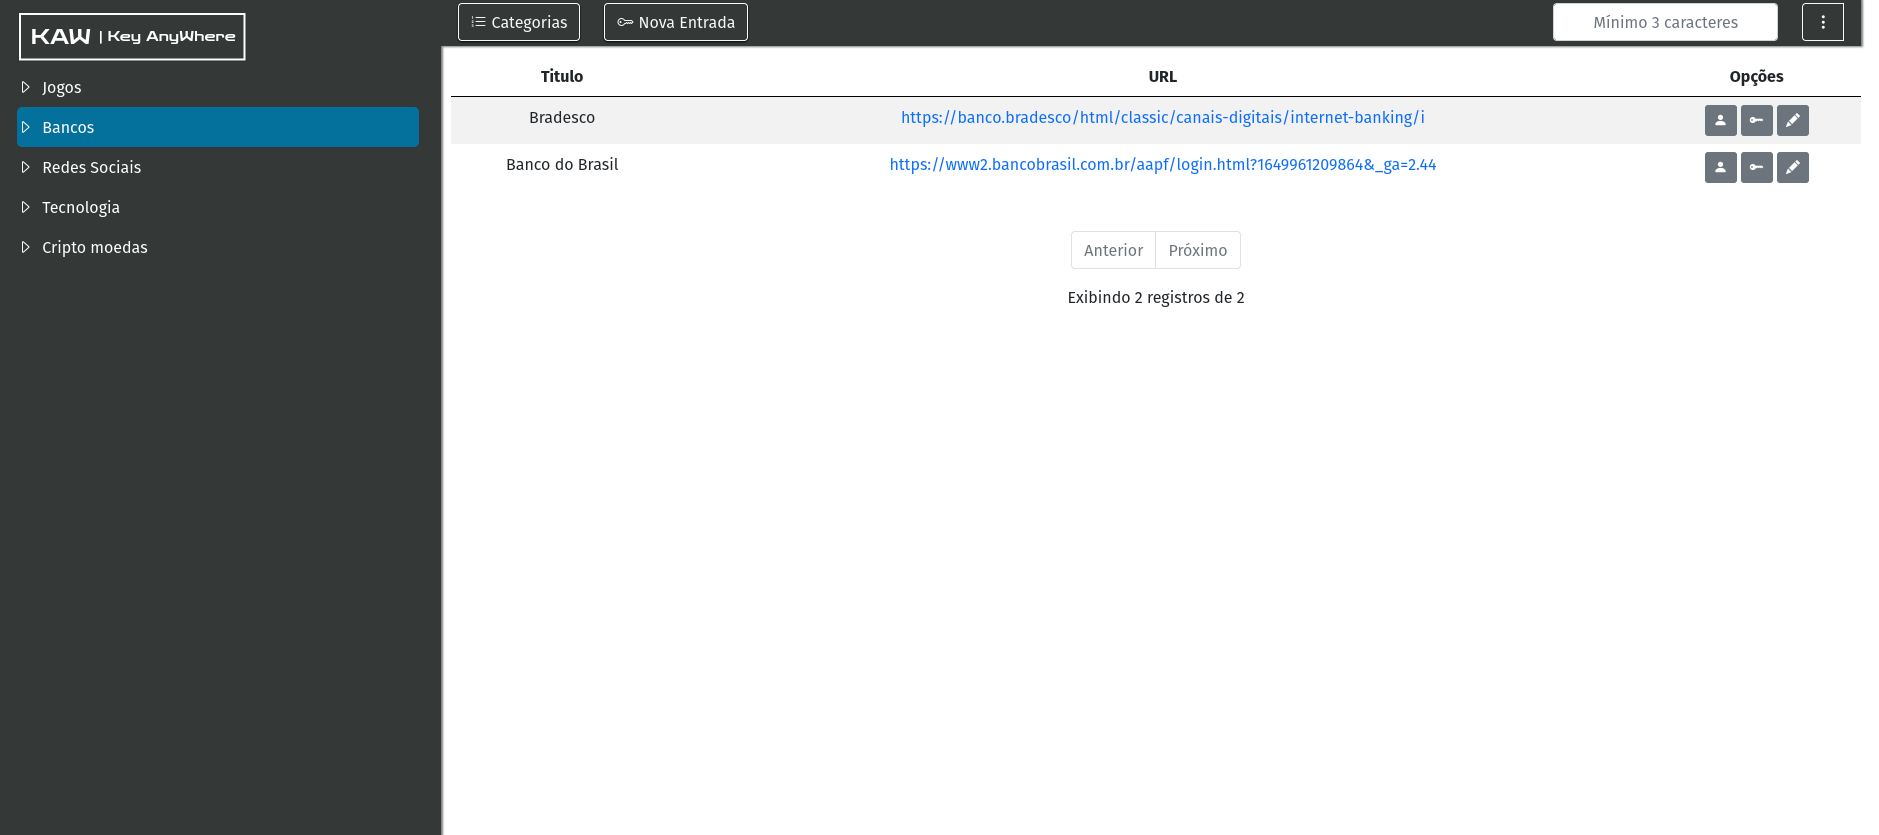 KAW | Key AnyWhere
Categorias
Nova Entrada
Mínimo 3 caracteres
Jogos
Bancos
Redes Sociais
Tecnologia
Cripto moedas
Titulo URL Opções
Bradesco https://banco.bradesco/html/classic/canais-digitais/internet-banking/i
Banco do Brasil https://www2.bancobrasil.com.br/aapf/login.html?1649961209864&_ga=2.44
Anterior Próximo
Exibindo 2 registros de 2